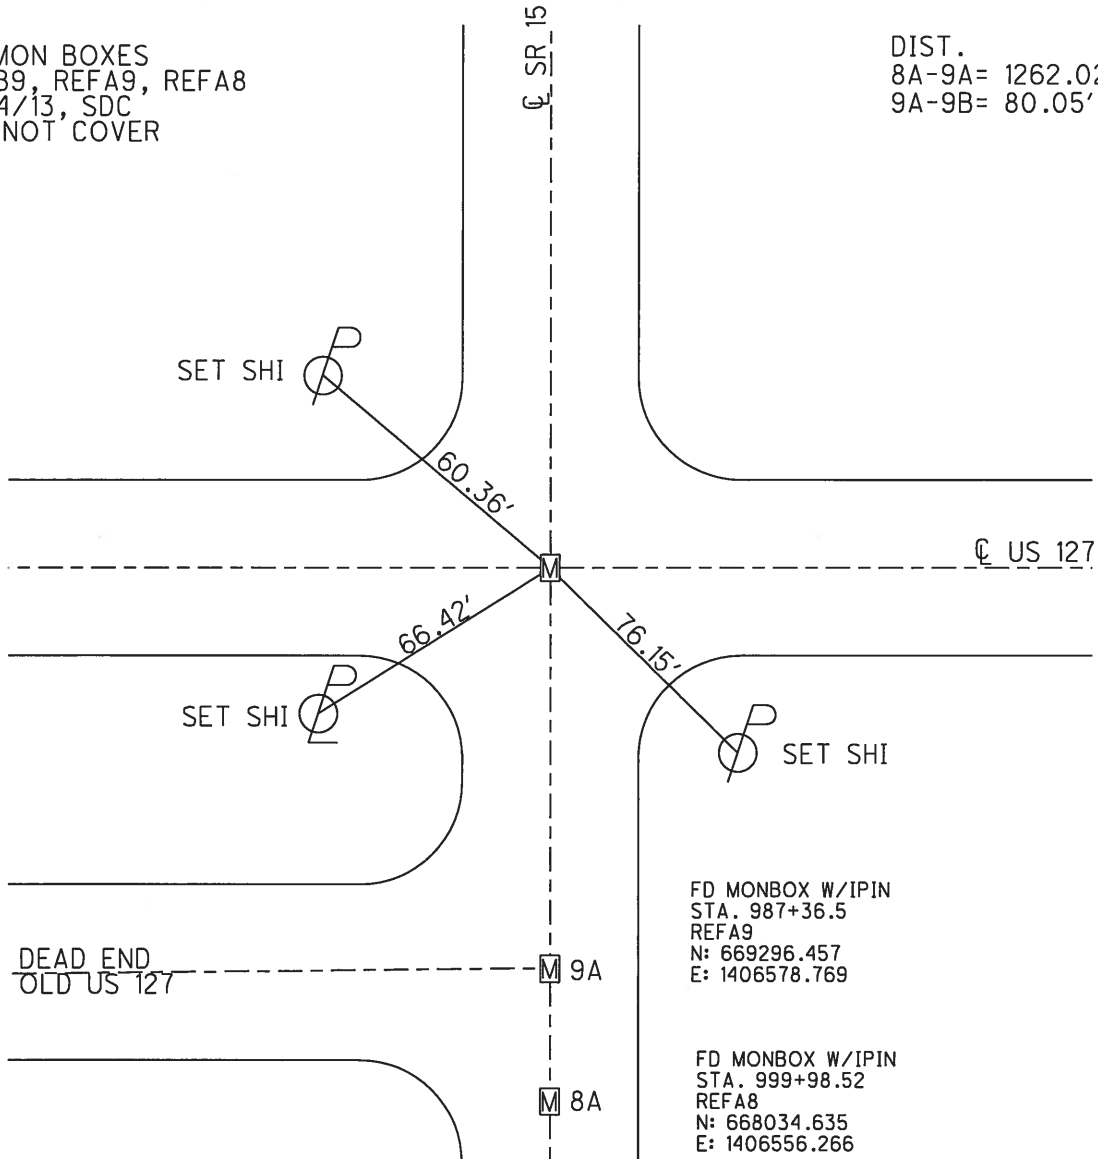 MON BOXES
B9, REFA9, REFA8
4/13, SDC
NOT COVER
℄ SR 15
DIST.
8A-9A= 1262.02
9A-9B= 80.05'
SET SHI
P
60.36'
M
℄ US 127
66.42'
76.15'
SET SHI
P
L
P
SET SHI
FD MONBOX W/IPIN
STA. 987+36.5
REFA9
N: 669296.457
E: 1406578.769
DEAD END
OLD US 127
M 9A
FD MONBOX W/IPIN
STA. 999+98.52
REFA8
N: 668034.635
E: 1406556.266
M 8A